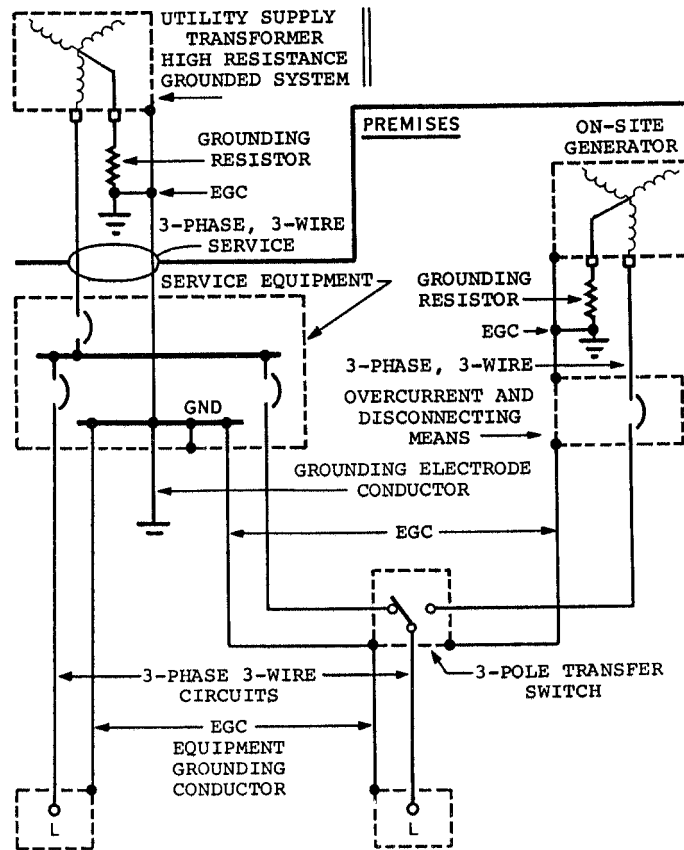 UTILITY SUPPLY
TRANSFORMER
HIGH RESISTANCE
GROUNDED SYSTEM
PREMISES
ON-SITE
GENERATOR
GROUNDING
RESISTOR
EGC
3-PHASE, 3-WIRE
SERVICE
SERVICE EQUIPMENT
GROUNDING
RESISTOR
EGC
3-PHASE, 3-WIRE
OVERCURRENT AND
DISCONNECTING
MEANS
GND
GROUNDING ELECTRODE
CONDUCTOR
EGC
3-PHASE 3-WIRE
CIRCUITS
3-POLE TRANSFER
SWITCH
EGC
EQUIPMENT
GROUNDING
CONDUCTOR
L
L